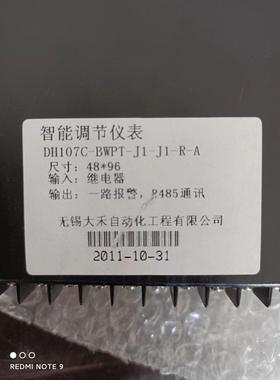 智能调节仪表
DH107C-BWPT-J1-J1-R-A
尺寸: 48*96
输入: 继电器
输出: 一路报警, R485通讯
无锡大禾自动化工程有限公司
2011-10-31
REDMI NOTE 9